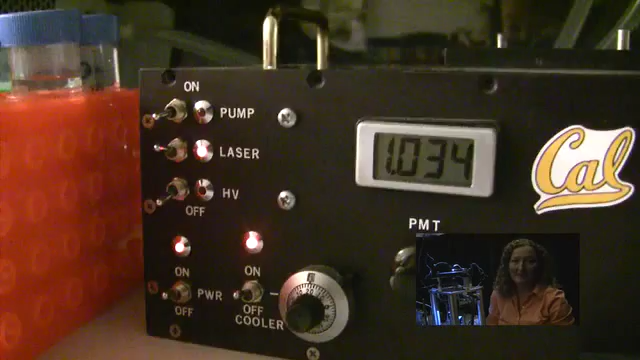 ON
PUMP
1.034
LASER
Cal
HV
OFF
PMT
ON
ON
PWR
OFF
OFF
COOLER